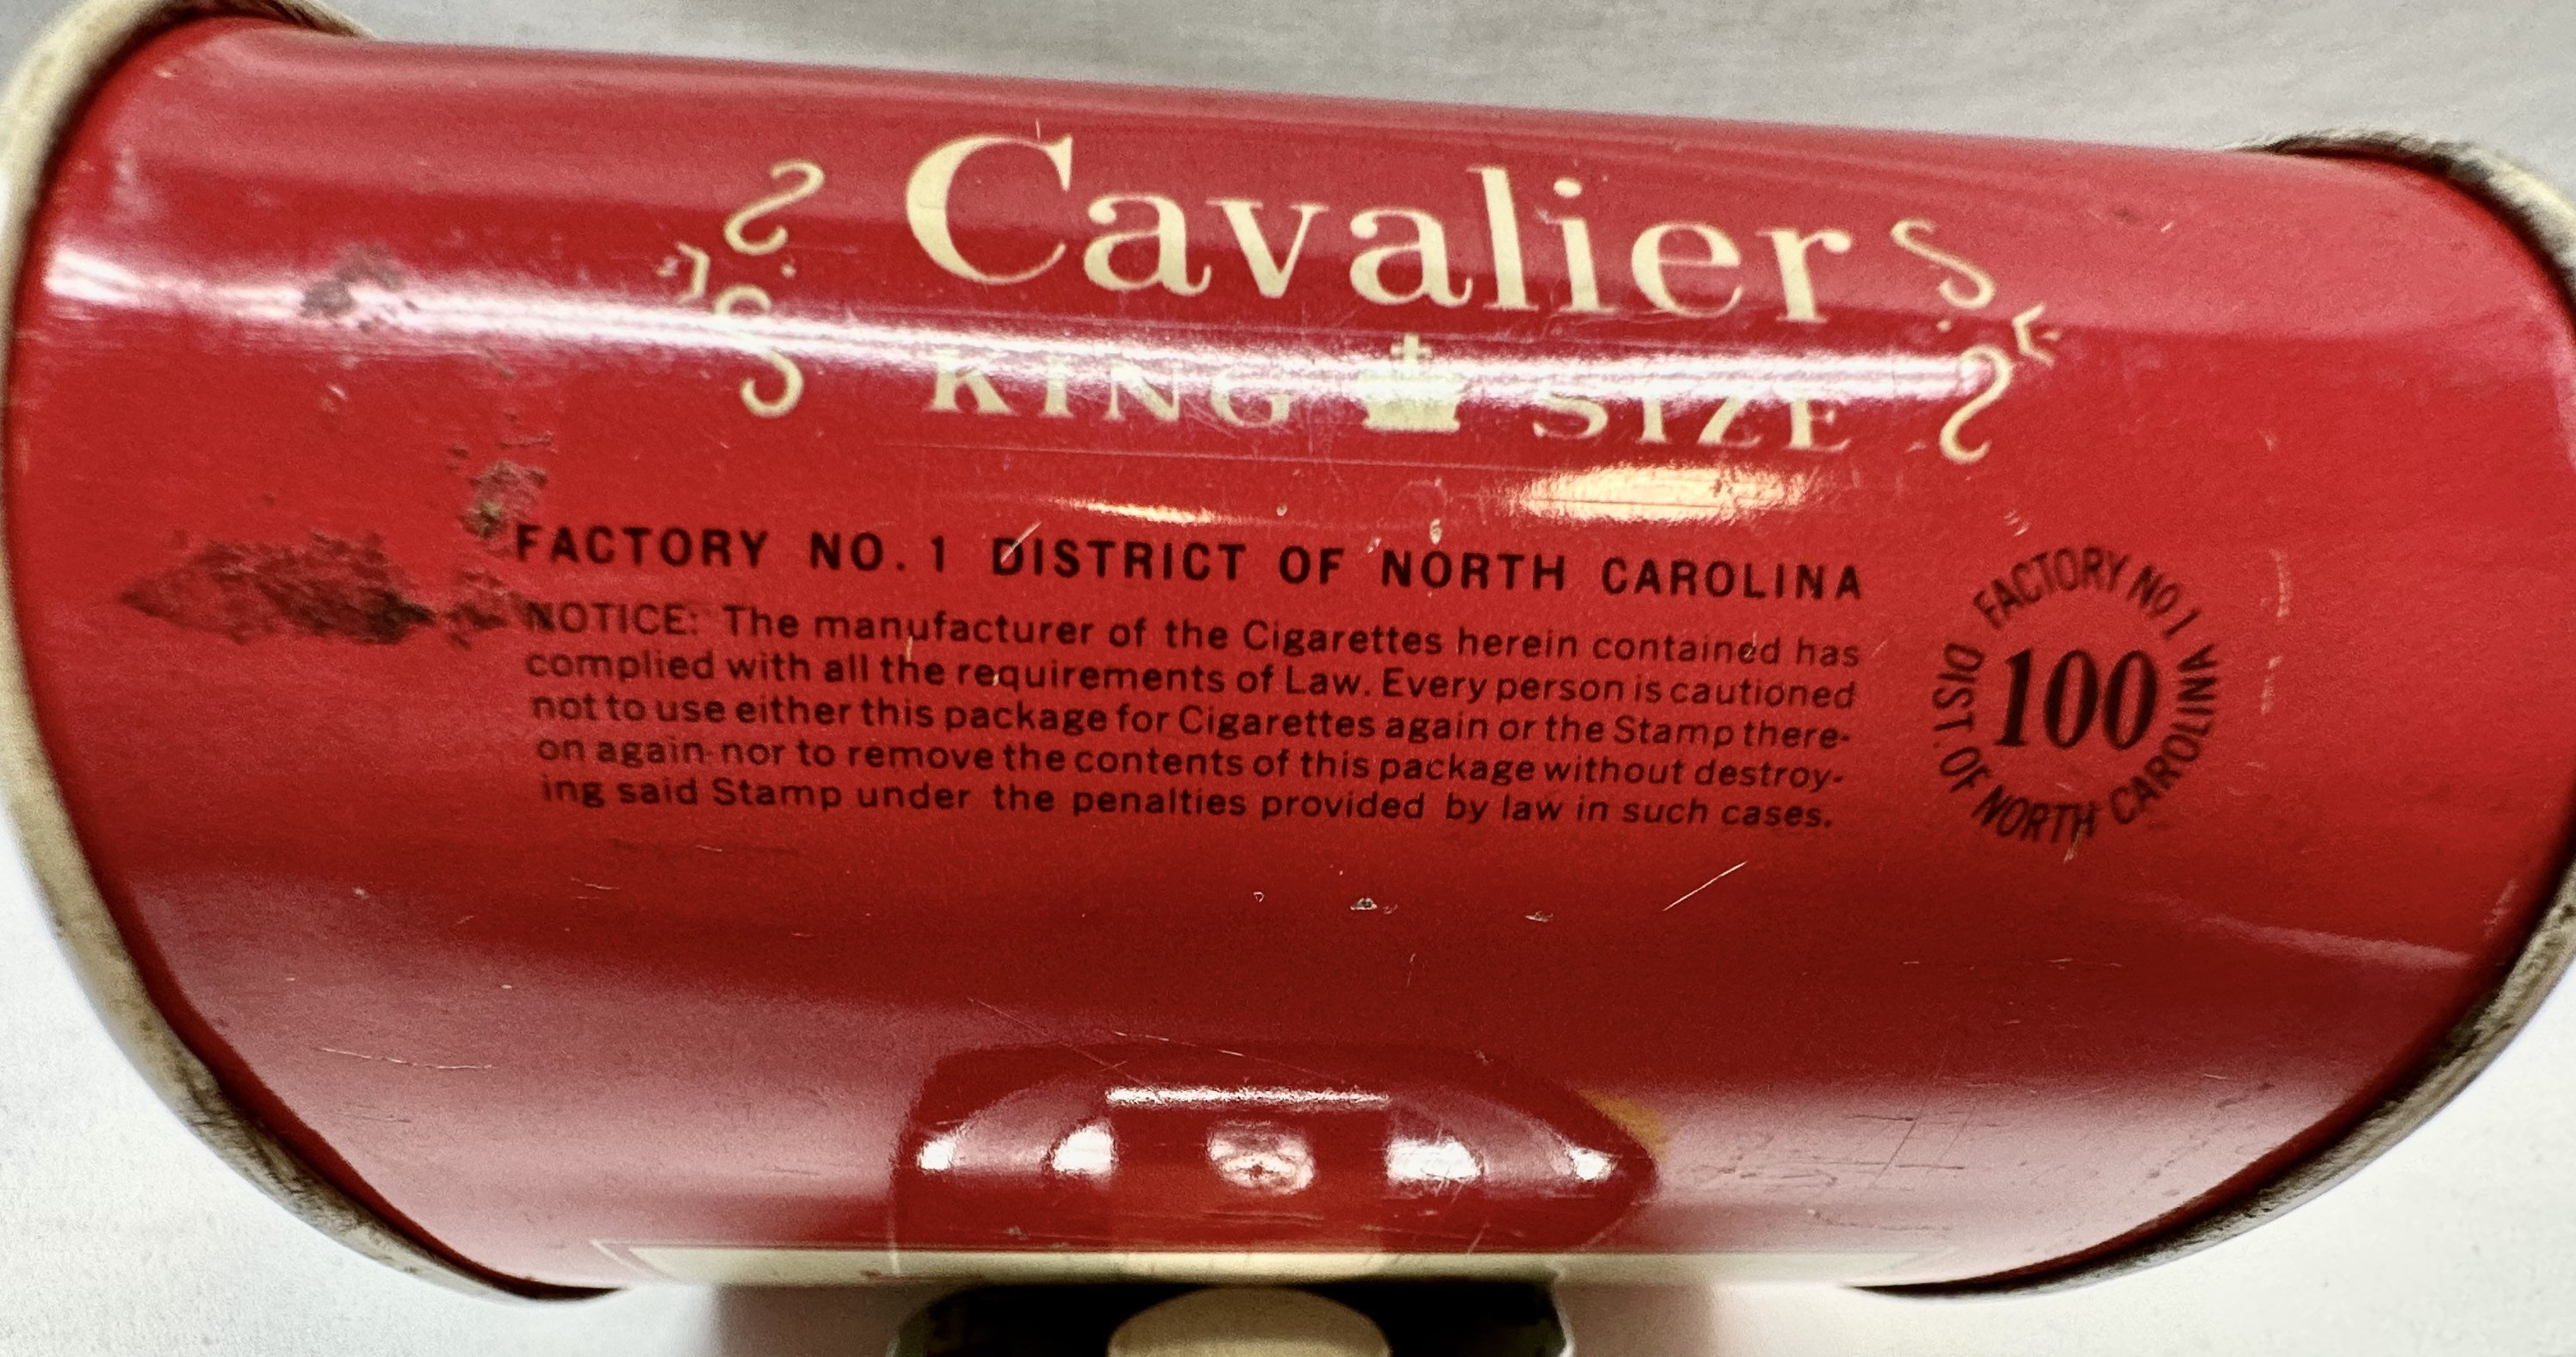 Cavalier
KING SIZE
FACTORY NO. 1 DISTRICT OF NORTH CAROLINA
NOTICE: The manufacturer of the Cigarettes herein contained has
complied with all the requirements of Law. Every person is cautioned
not to use either this package for Cigarettes again or the Stamp there-
on again nor to remove the contents of this package without destroy-
ing said Stamp under the penalties provided by law in such cases.
FACTORY NO 1
100
DIST. OF NORTH CAROLINA